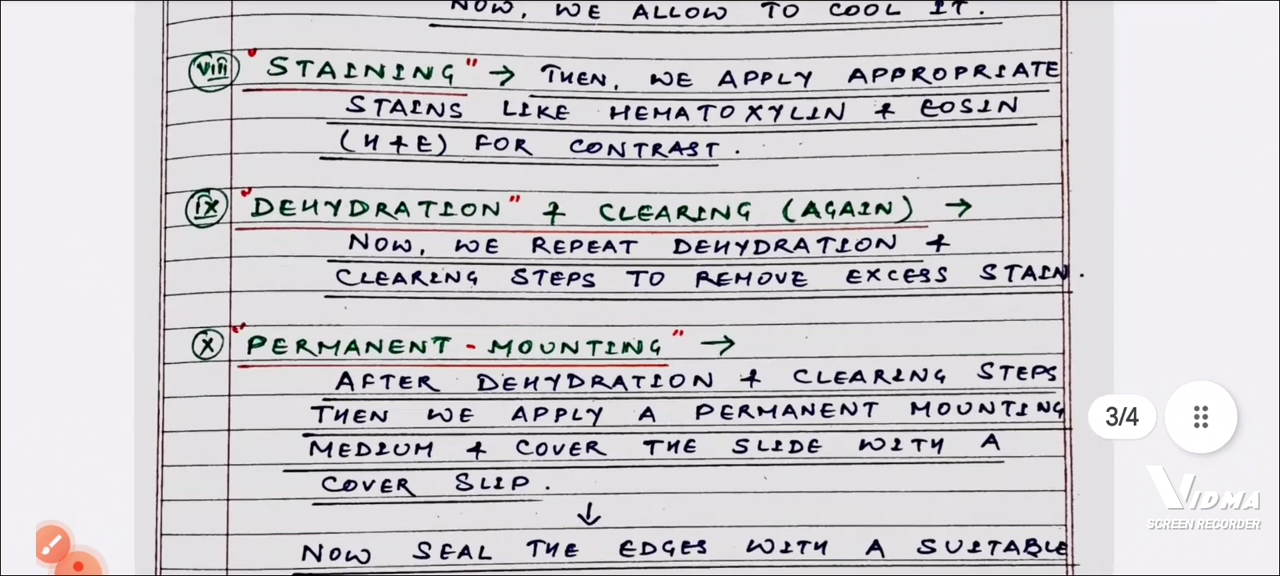 NOW, WE ALLOW TO COOL IT.
viii "STAINING" → THEN, WE APPLY APPROPRIATE
STAINS LIKE HEMATOXYLIN & EOSIN
(H & E) FOR CONTRAST.
ix "DEHYDRATION" & CLEARING (AGAIN) →
NOW, WE REPEAT DEHYDRATION &
CLEARING STEPS TO REMOVE EXCESS STAIN.
x "PERMANENT - MOUNTING" →
AFTER DEHYDRATION & CLEARING STEPS
THEN WE APPLY A PERMANENT MOUNTING
MEDIUM & COVER THE SLIDE WITH A
COVER SLIP.
↓
NOW SEAL THE EDGES WITH A SUITABLE
3/4
VIDMA
SCREEN RECORDER